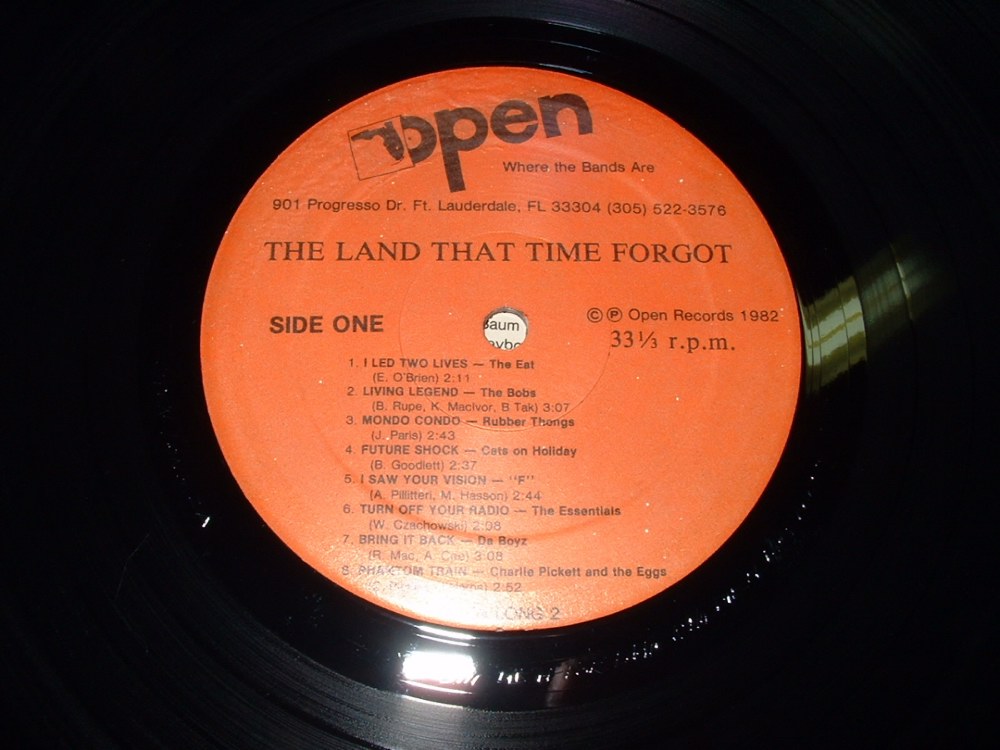 open
Where the Bands Are
901 Progresso Dr. Ft. Lauderdale, FL 33304 (305) 522-3576
THE LAND THAT TIME FORGOT
SIDE ONE
© ℗ Open Records 1982
33⅓ r.p.m.
Baum
1. I LED TWO LIVES — The Eat
(E. O'Brien) 2:11
2. LIVING LEGEND — The Bobs
(B. Rupe, K. MacIvor, B Tak) 3:07
3. MONDO CONDO — Rubber Thongs
(J. Paris) 2:43
4. FUTURE SHOCK — Cats on Holiday
(B. Goodlett) 2:37
5. I SAW YOUR VISION — "F"
(A. Pillitteri, M. Hasson) 2:44
6. TURN OFF YOUR RADIO — The Essentials
(W. Czachowski) 2:08
7. BRING IT BACK — Da Boyz
(R. Mac, A. 3:08
8. PHANTOM TRAIN — Charlie Pickett and the Eggs
2:52
LONG 2